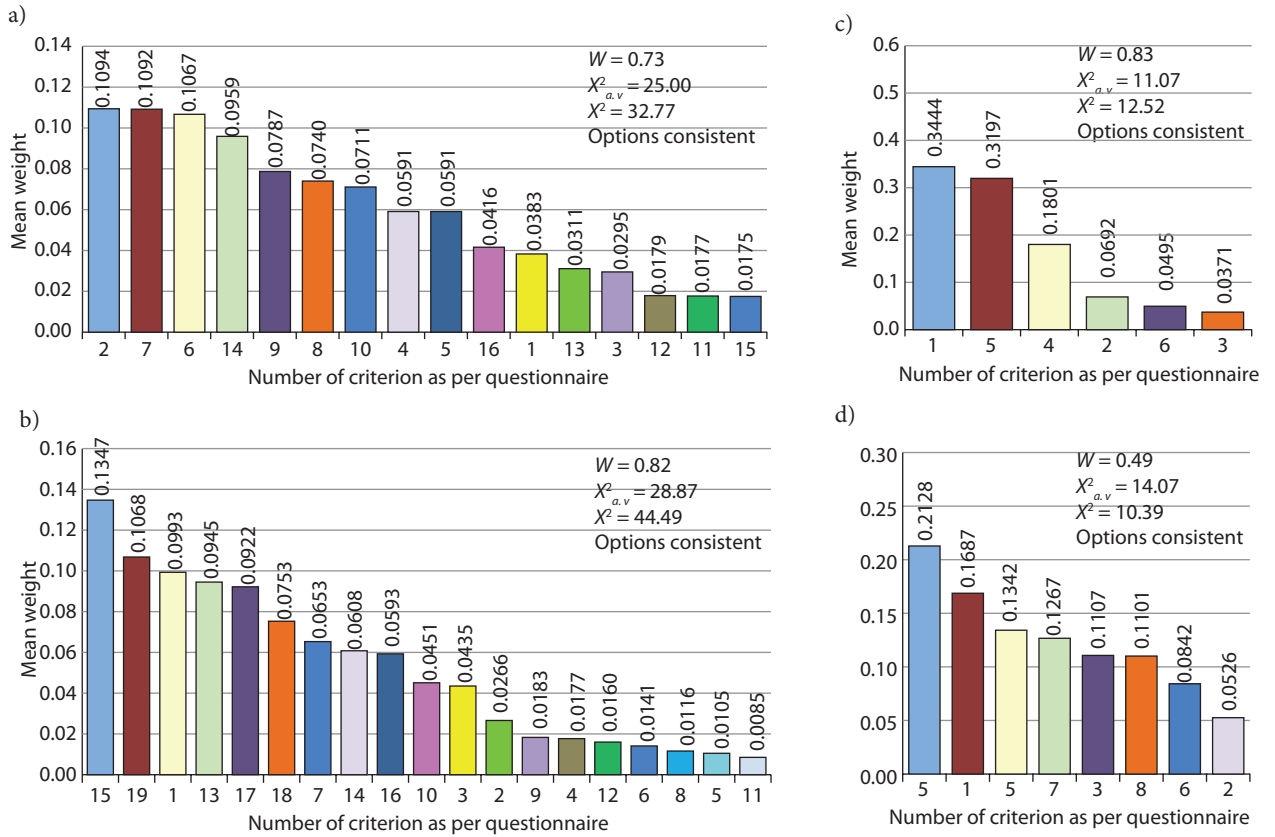 a)
0.14
0.12
0.10
0.08
0.06
0.04
0.02
0.00
Mean weight
0.1094
0.1092
0.1067
0.0959
0.0787
0.0740
0.0711
0.0591
0.0591
0.0416
0.0383
0.0311
0.0295
0.0179
0.0177
0.0175
W = 0.73
X²a.v = 25.00
X² = 32.77
Options consistent
2 7 6 14 9 8 10 4 5 16 1 13 3 12 11 15
Number of criterion as per questionnaire
b)
0.16
0.14
0.12
0.10
0.08
0.06
0.04
0.02
0.00
Mean weight
0.1347
0.1068
0.0993
0.0945
0.0922
0.0753
0.0653
0.0608
0.0593
0.0451
0.0435
0.0266
0.0183
0.0177
0.0160
0.0141
0.0116
0.0105
0.0085
W = 0.82
X²a.v = 28.87
X² = 44.49
Options consistent
15 19 1 13 17 18 7 14 16 10 3 2 9 4 12 6 8 5 11
Number of criterion as per questionnaire
c)
0.6
0.5
0.4
0.3
0.2
0.1
0.0
Mean weight
0.3444
0.3197
0.1801
0.0692
0.0495
0.0371
W = 0.83
X²a.v = 11.07
X² = 12.52
Options consistent
1 5 4 2 6 3
Number of criterion as per questionnaire
d)
0.30
0.25
0.20
0.15
0.10
0.05
0.00
Mean weight
0.2128
0.1687
0.1342
0.1267
0.1107
0.1101
0.0842
0.0526
W = 0.49
X²a.v = 14.07
X² = 10.39
Options consistent
5 1 5 7 3 8 6 2
Number of criterion as per questionnaire